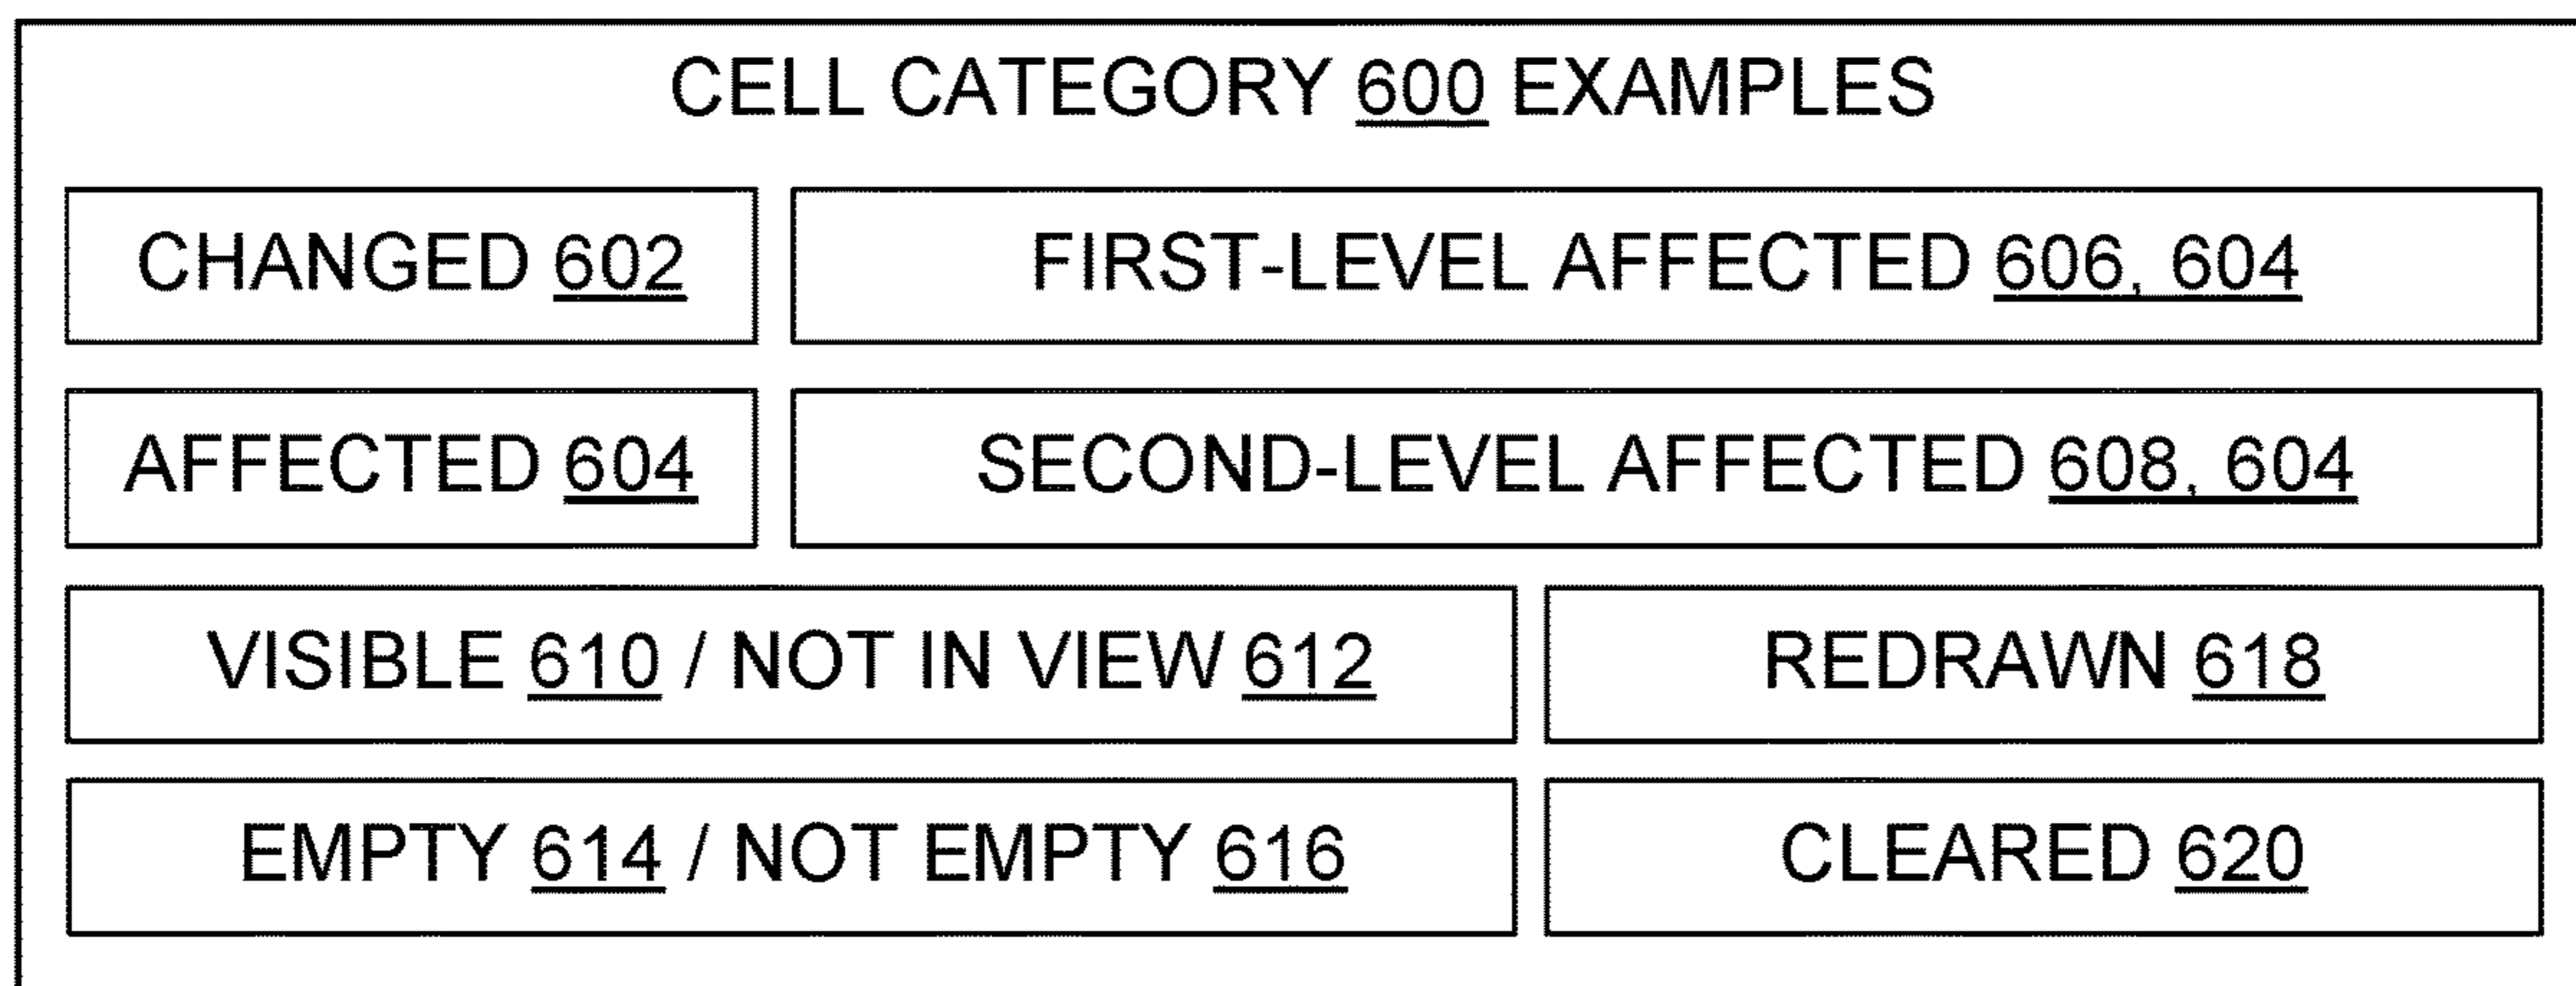 CELL CATEGORY 600 EXAMPLES
CHANGED 602
FIRST-LEVEL AFFECTED 606, 604
AFFECTED 604
SECOND-LEVEL AFFECTED 608, 604
VISIBLE 610 / NOT IN VIEW 612
REDRAWN 618
EMPTY 614 / NOT EMPTY 616
CLEARED 620